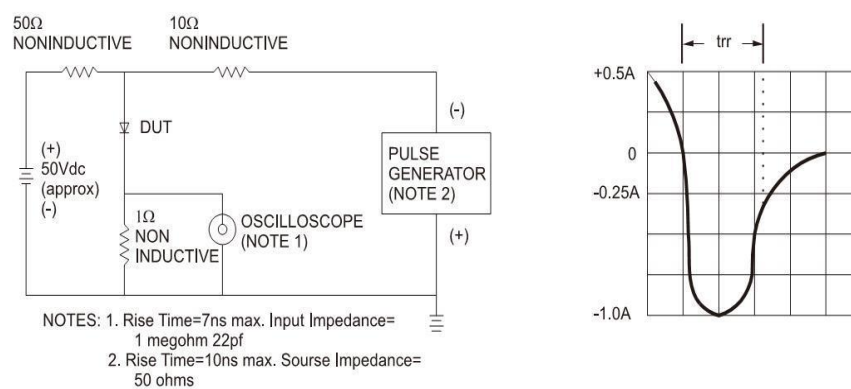 50Ω
NONINDUCTIVE
10Ω
NONINDUCTIVE
DUT
(+)
50Vdc
(approx)
(-)
1Ω
NON
INDUCTIVE
OSCILLOSCOPE
(NOTE 1)
(-)
PULSE
GENERATOR
(NOTE 2)
(+)
NOTES: 1. Rise Time=7ns max. Input Impedance=
1 megohm 22pf
2. Rise Time=10ns max. Sourse Impedance=
50 ohms
trr
+0.5A
0
-0.25A
-1.0A